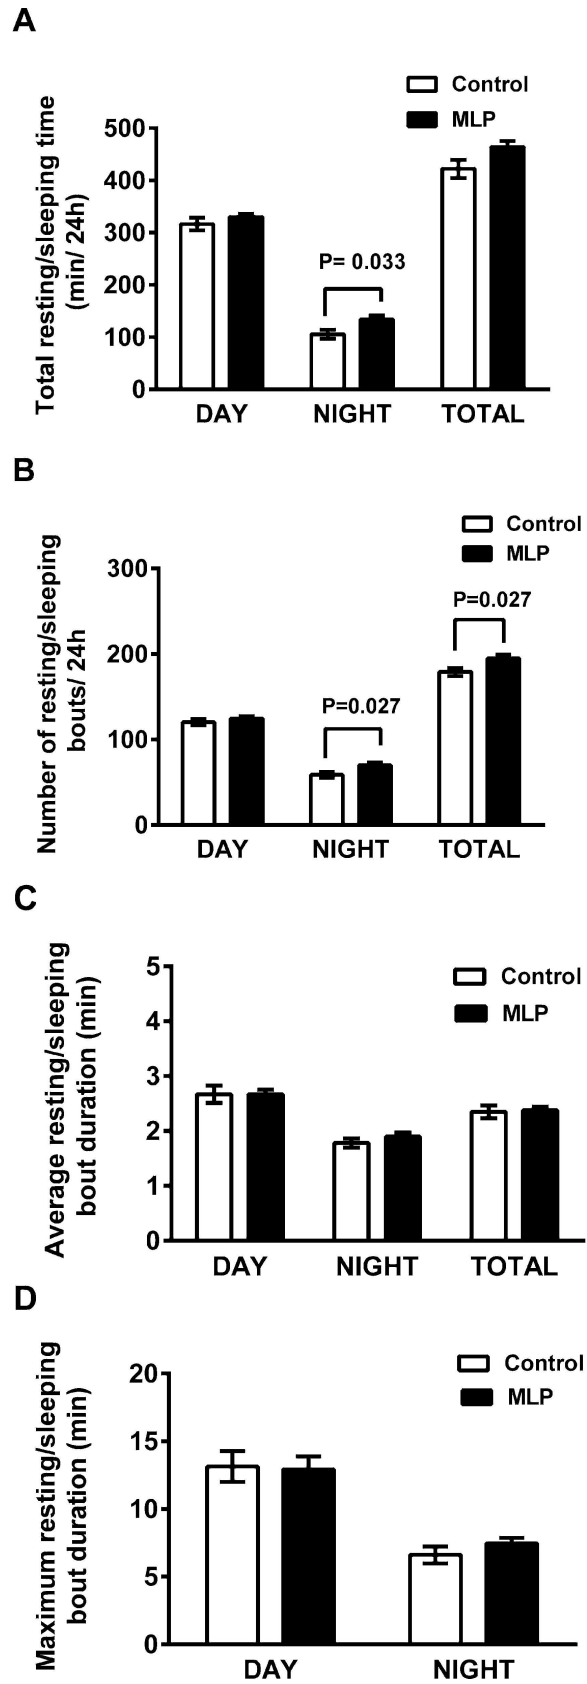 A
Control
MLP
Total resting/sleeping time
(min/ 24h)
500
400
300
200
100
0
P= 0.033
DAY NIGHT TOTAL
B
Control
MLP
Number of resting/sleeping
bouts/ 24h
300
200
100
0
P=0.027
P=0.027
DAY NIGHT TOTAL
C
Control
MLP
Average resting/sleeping
bout duration (min)
5
4
3
2
1
0
DAY NIGHT TOTAL
D
Control
MLP
Maximum resting/sleeping
bout duration (min)
20
15
10
5
0
DAY NIGHT